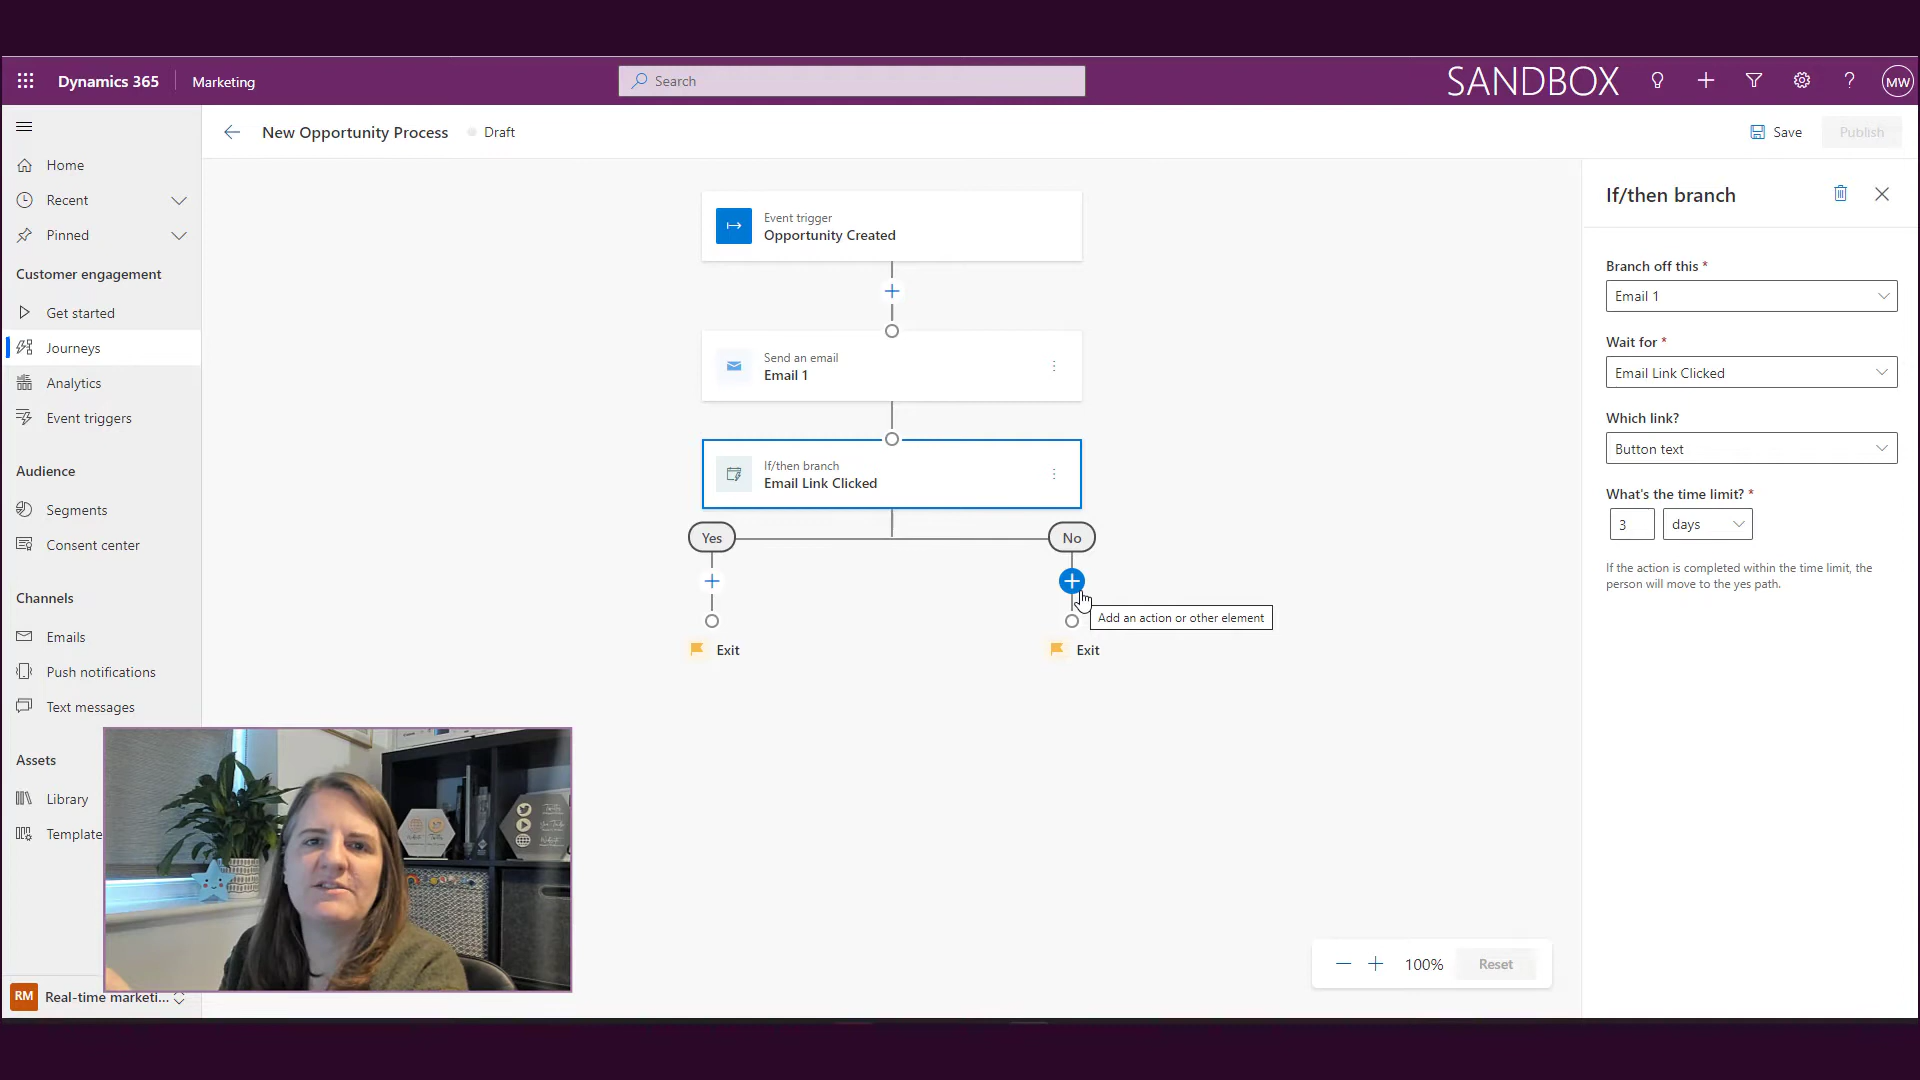 Dynamics 365
Marketing
Search
SANDBOX
MW
New Opportunity Process
Draft
Save
Publish
Home
Recent
Pinned
Customer engagement
Get started
Journeys
Analytics
Event triggers
Audience
Segments
Consent center
Channels
Emails
Push notifications
Text messages
Assets
Library
Template
RM
Real-time marketi...
Event trigger
Opportunity Created
Send an email
Email 1
If/then branch
Email Link Clicked
Yes
No
Add an action or other element
Exit
Exit
100%
Reset
If/then branch
Branch off this *
Email 1
Wait for *
Email Link Clicked
Which link?
Button text
What's the time limit? *
3
days
If the action is completed within the time limit, the
person will move to the yes path.